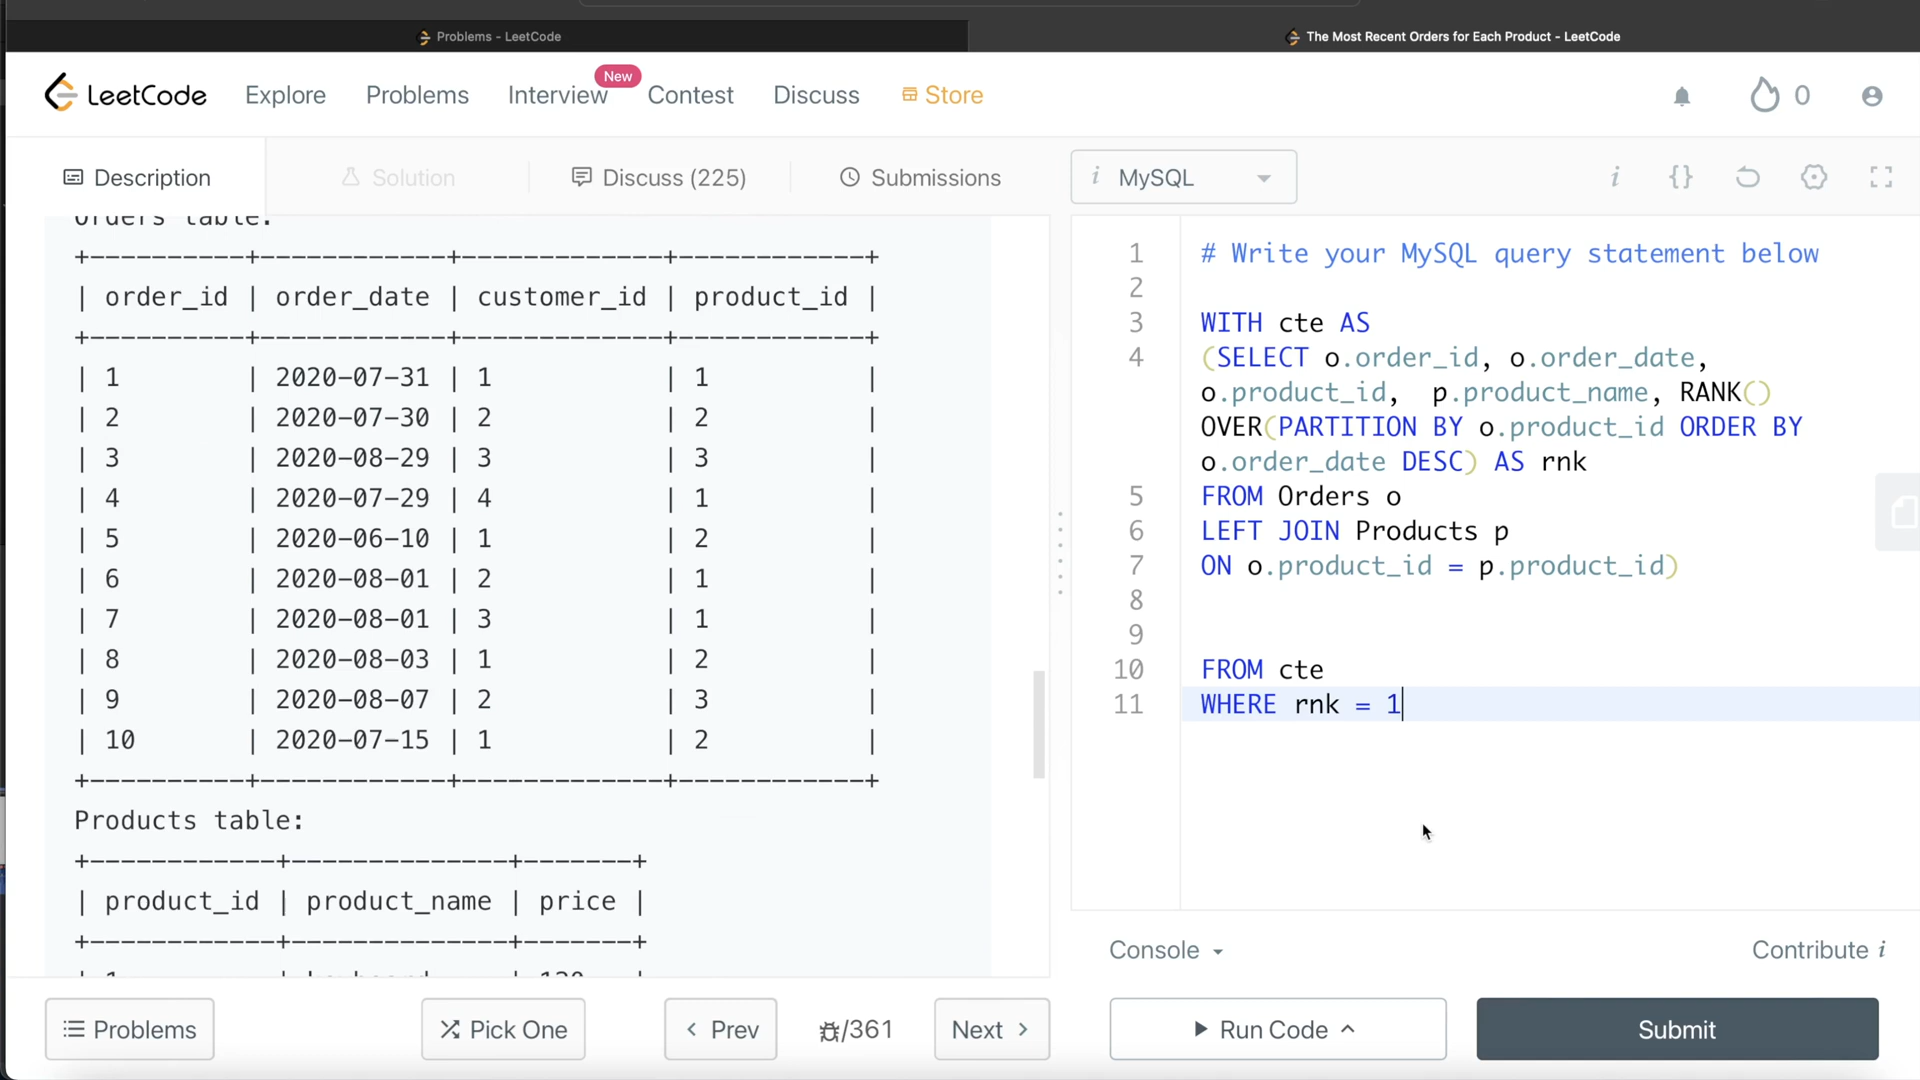 Problems - LeetCode
The Most Recent Orders for Each Product - LeetCode
LeetCode Explore Problems Interview New Contest Discuss Store 0
Description Solution Discuss (225) Submissions
Orders table:
+----------+------------+-------------+------------+
| order_id | order_date | customer_id | product_id |
+----------+------------+-------------+------------+
| 1        | 2020-07-31 | 1           | 1          |
| 2        | 2020-07-30 | 2           | 2          |
| 3        | 2020-08-29 | 3           | 3          |
| 4        | 2020-07-29 | 4           | 1          |
| 5        | 2020-06-10 | 1           | 2          |
| 6        | 2020-08-01 | 2           | 1          |
| 7        | 2020-08-01 | 3           | 1          |
| 8        | 2020-08-03 | 1           | 2          |
| 9        | 2020-08-07 | 2           | 3          |
| 10       | 2020-07-15 | 1           | 2          |
+----------+------------+-------------+------------+
Products table:
+------------+--------------+-------+
| product_id | product_name | price |
+------------+--------------+-------+
i MySQL
i {}
1 # Write your MySQL query statement below
2
3 WITH cte AS
4 (SELECT o.order_id, o.order_date,
o.product_id,  p.product_name, RANK()
OVER(PARTITION BY o.product_id ORDER BY
o.order_date DESC) AS rnk
5 FROM Orders o
6 LEFT JOIN Products p
7 ON o.product_id = p.product_id)
8
9
10 FROM cte
11 WHERE rnk = 1
Console
Contribute i
Problems
Pick One
Prev
/361
Next
Run Code
Submit